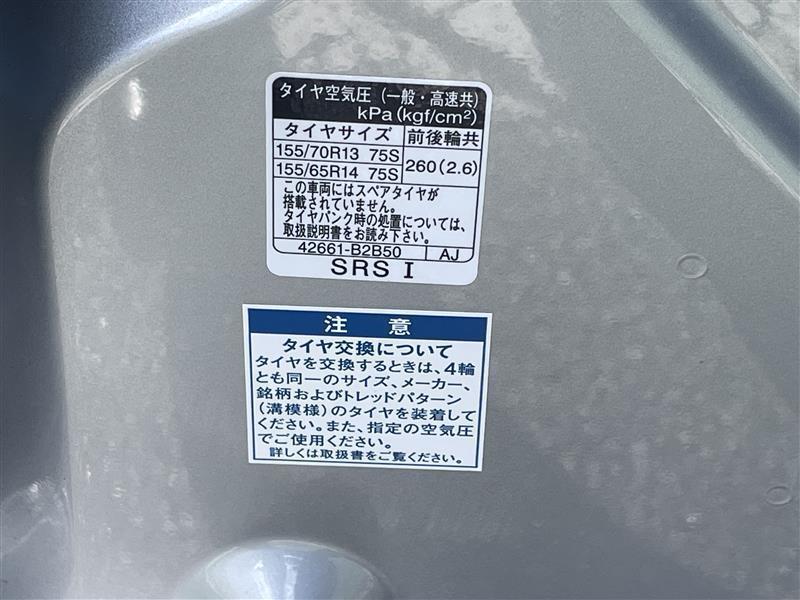 タイヤ空気圧 (一般・高速共)
kPa(kgf/cm²)
タイヤサイズ 前後輪共
155/70R13 75S 260(2.6)
155/65R14 75S
この車両にはスペアタイヤが
搭載されていません。
タイヤパンク時の処置については、
取扱説明書をお読み下さい。
42661-B2B50 AJ
SRS I
注 意
タイヤ交換について
タイヤを交換するときは、4輪
とも同一のサイズ、メーカー、
銘柄およびトレッドパターン
(溝模様)のタイヤを装着して
ください。また、指定の空気圧
でご使用ください。
詳しくは取扱書をご覧ください。